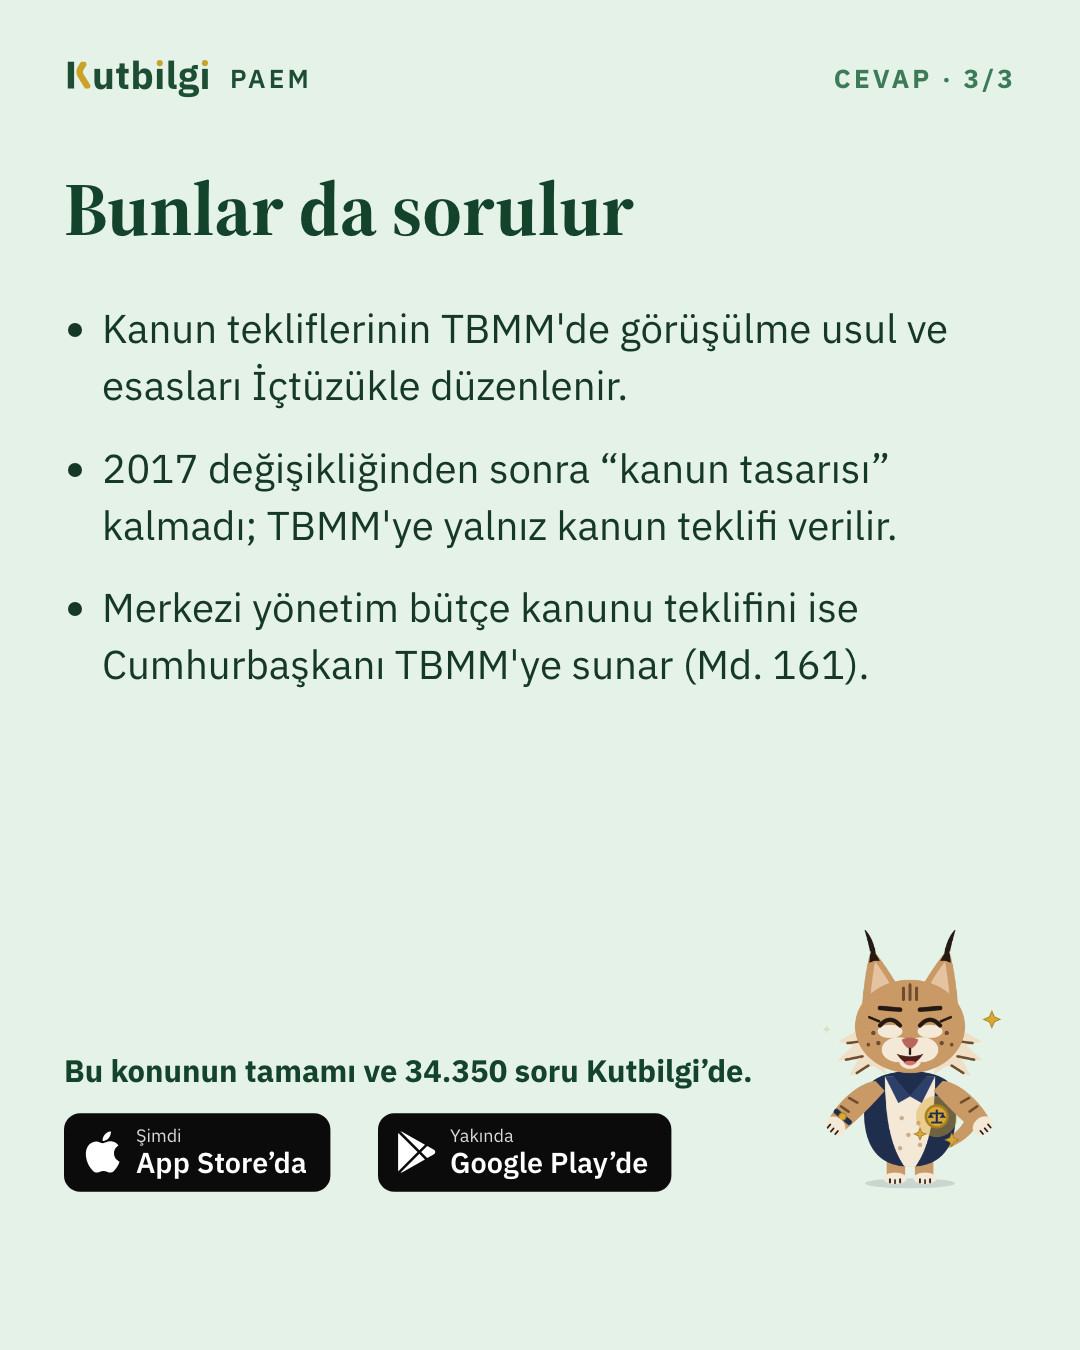 Kutbilgi PAEM
CEVAP · 3/3
Bunlar da sorulur
• Kanun tekliflerinin TBMM'de görüşülme usul ve
esasları İçtüzükle düzenlenir.
• 2017 değişikliğinden sonra “kanun tasarısı”
kalmadı; TBMM'ye yalnız kanun teklifi verilir.
• Merkezi yönetim bütçe kanunu teklifini ise
Cumhurbaşkanı TBMM'ye sunar (Md. 161).
Bu konunun tamamı ve 34.350 soru Kutbilgi’de.
Şimdi
App Store’da
Yakında
Google Play’de